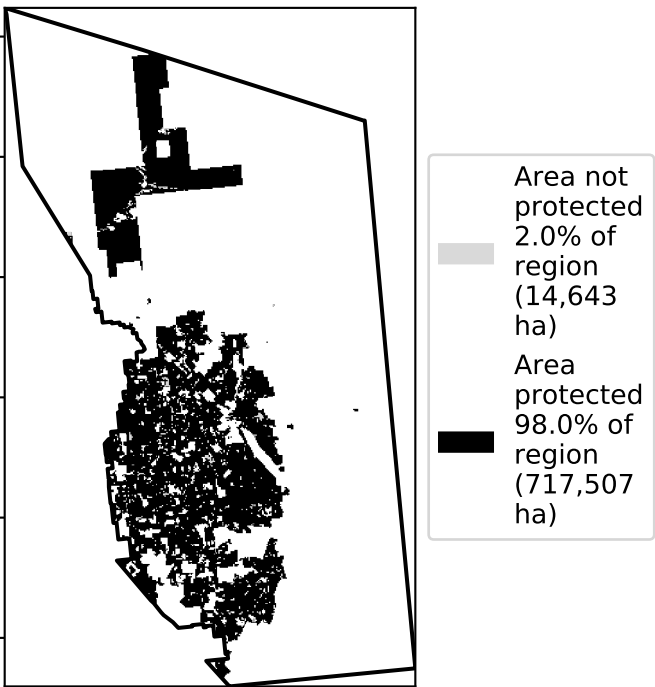 Area not
protected
2.0% of
region
(14,643
ha)
Area
protected
98.0% of
region
(717,507
ha)